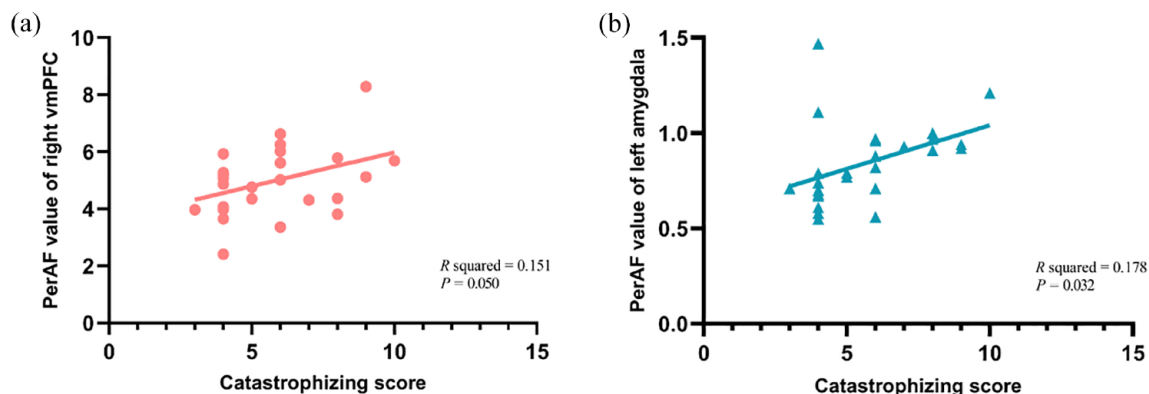 (a)
PerAF value of right vmPFC
10
8
6
4
2
0
0
5
10
15
Catastrophizing score
R squared = 0.151
P = 0.050
(b)
PerAF value of left amygdala
1.5
1.0
0.5
0.0
0
5
10
15
Catastrophizing score
R squared = 0.178
P = 0.032